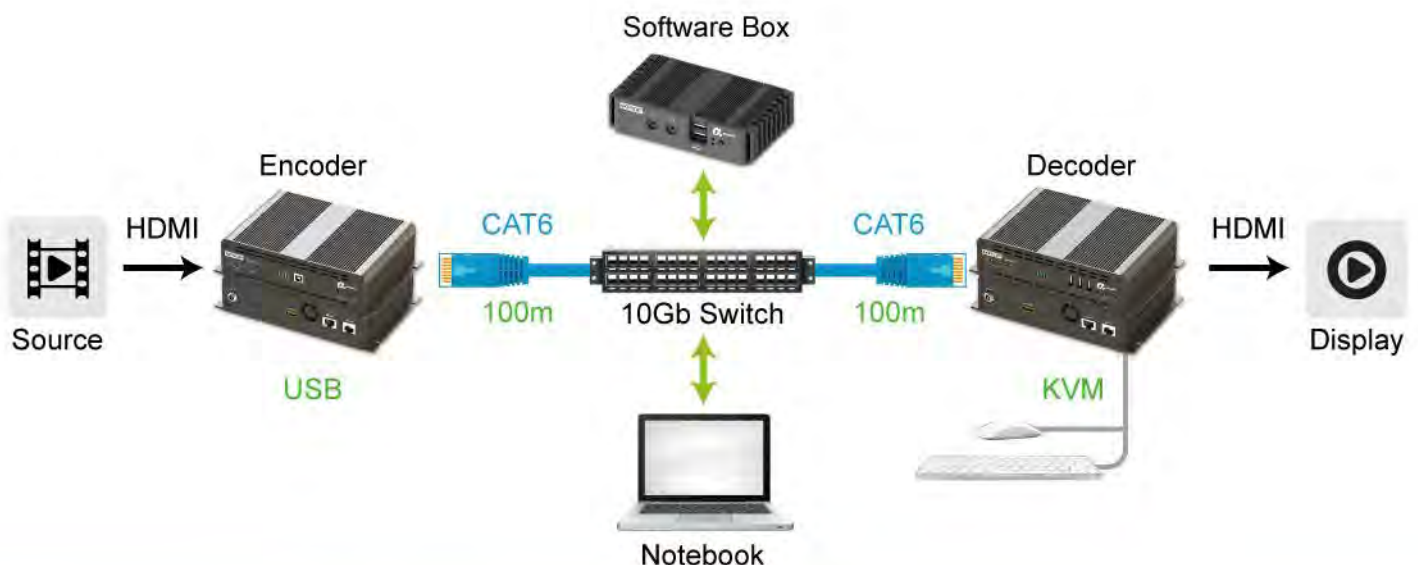 Software Box
Encoder
Decoder
HDMI
CAT6
CAT6
HDMI
100m
10Gb Switch
100m
Source
Display
USB
KVM
Notebook